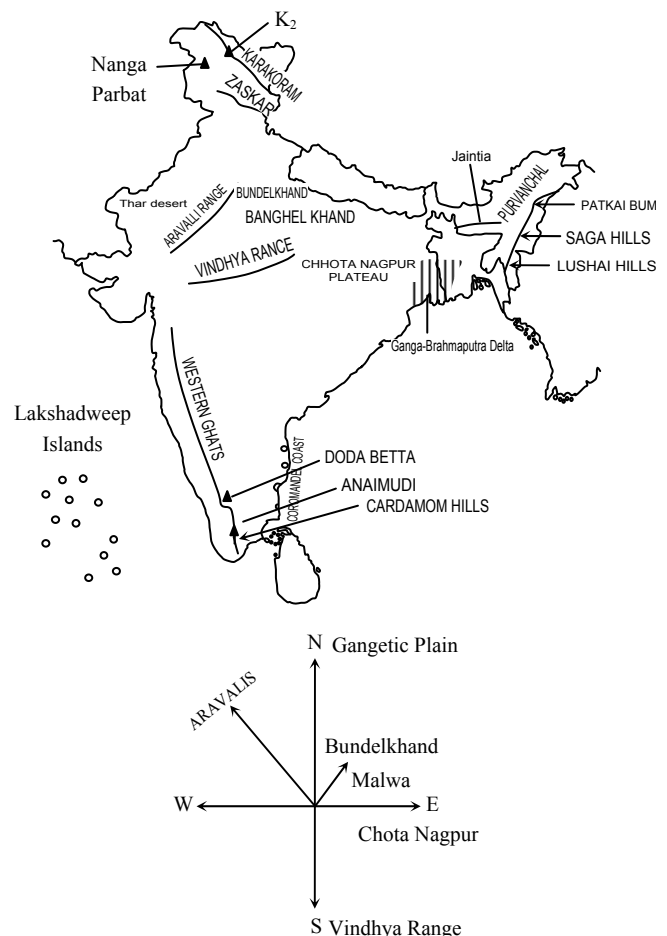 K₂
Nanga
Parbat
KARAKORAM
ZASKAR
Jaintia
PURVANCHAL
PATKAI BUM
SAGA HILLS
LUSHAI HILLS
Thar desert
ARAVALLI RANGE
BUNDELKHAND
BANGHEL KHAND
VINDHYA RANCE
CHHOTA NAGPUR
PLATEAU
Ganga-Brahmaputra Delta
WESTERN GHATS
Lakshadweep
Islands
COROMANDEL COAST
DODA BETTA
ANAIMUDI
CARDAMOM HILLS
N Gangetic Plain
ARAVALIS
Bundelkhand
Malwa
W
E
Chota Nagpur
S Vindhya Range